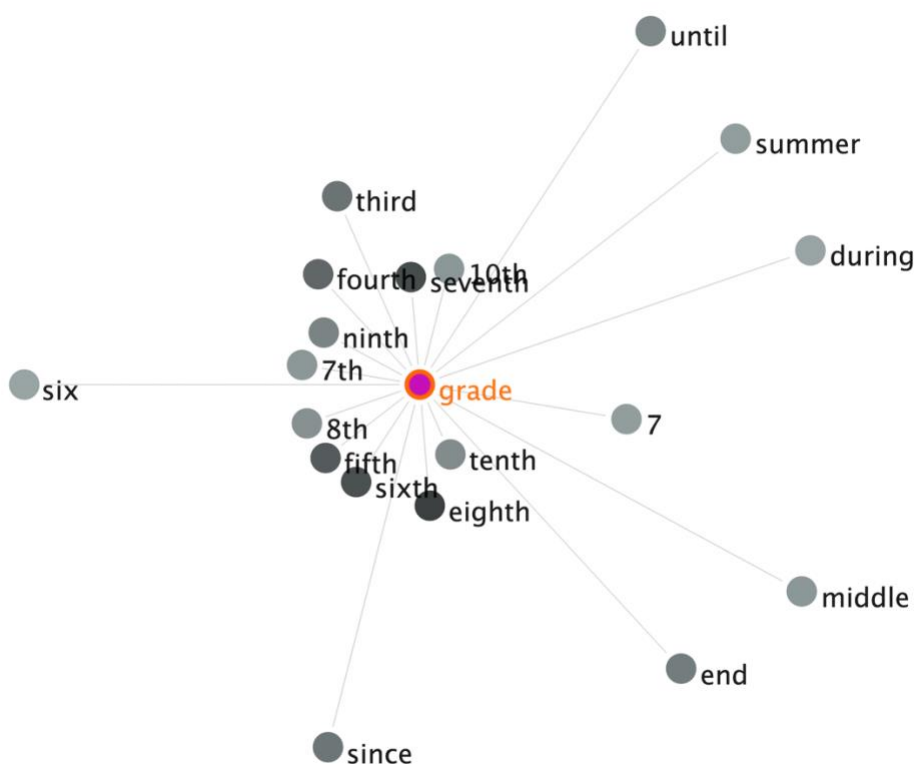 until
summer
third
during
10th
fourth
seventh
ninth
7th
six
grade
7
8th
fifth
tenth
sixth
eighth
middle
end
since